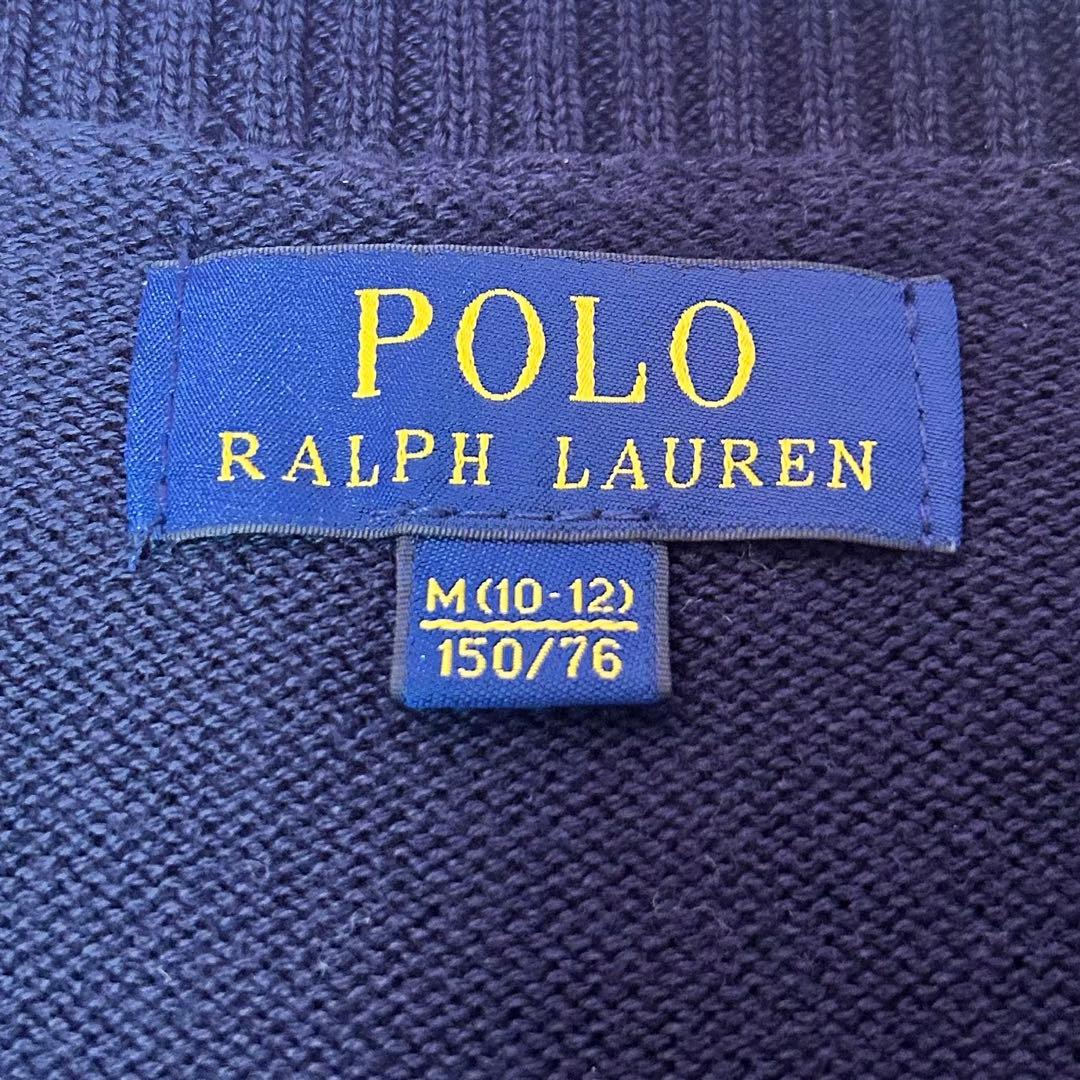 POLO
RALPH LAUREN
M(10-12)
150/76